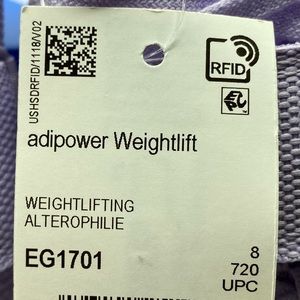 USHSDRFID/1118/V02
RFID
adipower Weightlift
WEIGHTLIFTING
ALTEROPHILIE
EG1701
8
720
UPC